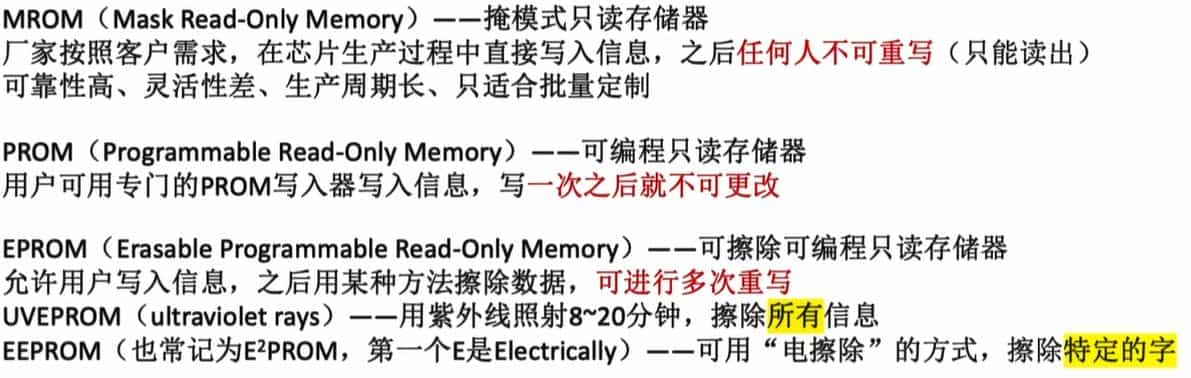 MROM（Mask Read-Only Memory）——掩模式只读存储器
厂家按照客户需求，在芯片生产过程中直接写入信息，之后任何人不可重写（只能读出）
可靠性高、灵活性差、生产周期长、只适合批量定制
PROM（Programmable Read-Only Memory）——可编程只读存储器
用户可用专门的PROM写入器写入信息，写一次之后就不可更改
EPROM（Erasable Programmable Read-Only Memory）——可擦除可编程只读存储器
允许用户写入信息，之后用某种方法擦除数据，可进行多次重写
UVEPROM（ultraviolet rays）——用紫外线照射8~20分钟，擦除所有信息
EEPROM（也常记为E²PROM，第一个E是Electrically）——可用“电擦除”的方式，擦除特定的字